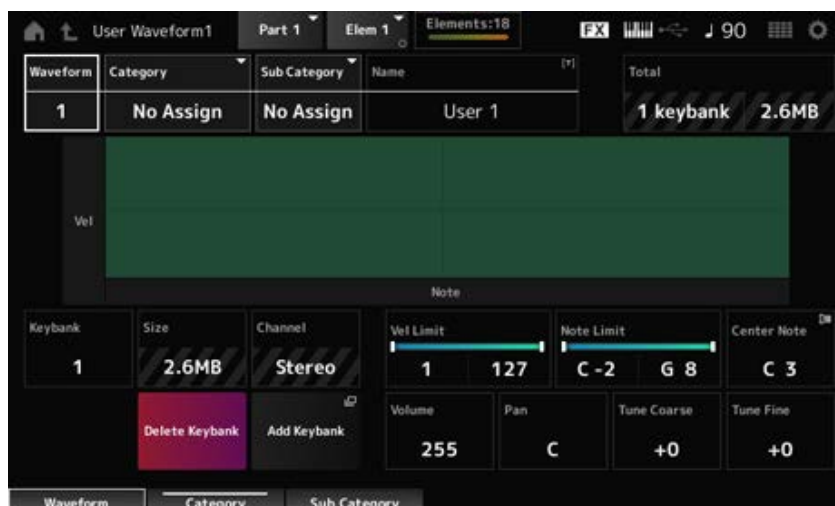 User Waveform1 Part 1 Elem 1 Elements:18 FX ♩ 90
Waveform Category Sub Category Name [T] Total
1 No Assign No Assign User 1 1 keybank 2.6MB
Vel
Note
Keybank Size Channel Vel Limit Note Limit Center Note
1 2.6MB Stereo 1 127 C -2 G 8 C 3
Delete Keybank Add Keybank Volume Pan Tune Coarse Tune Fine
255 C +0 +0
Waveform Category Sub Category